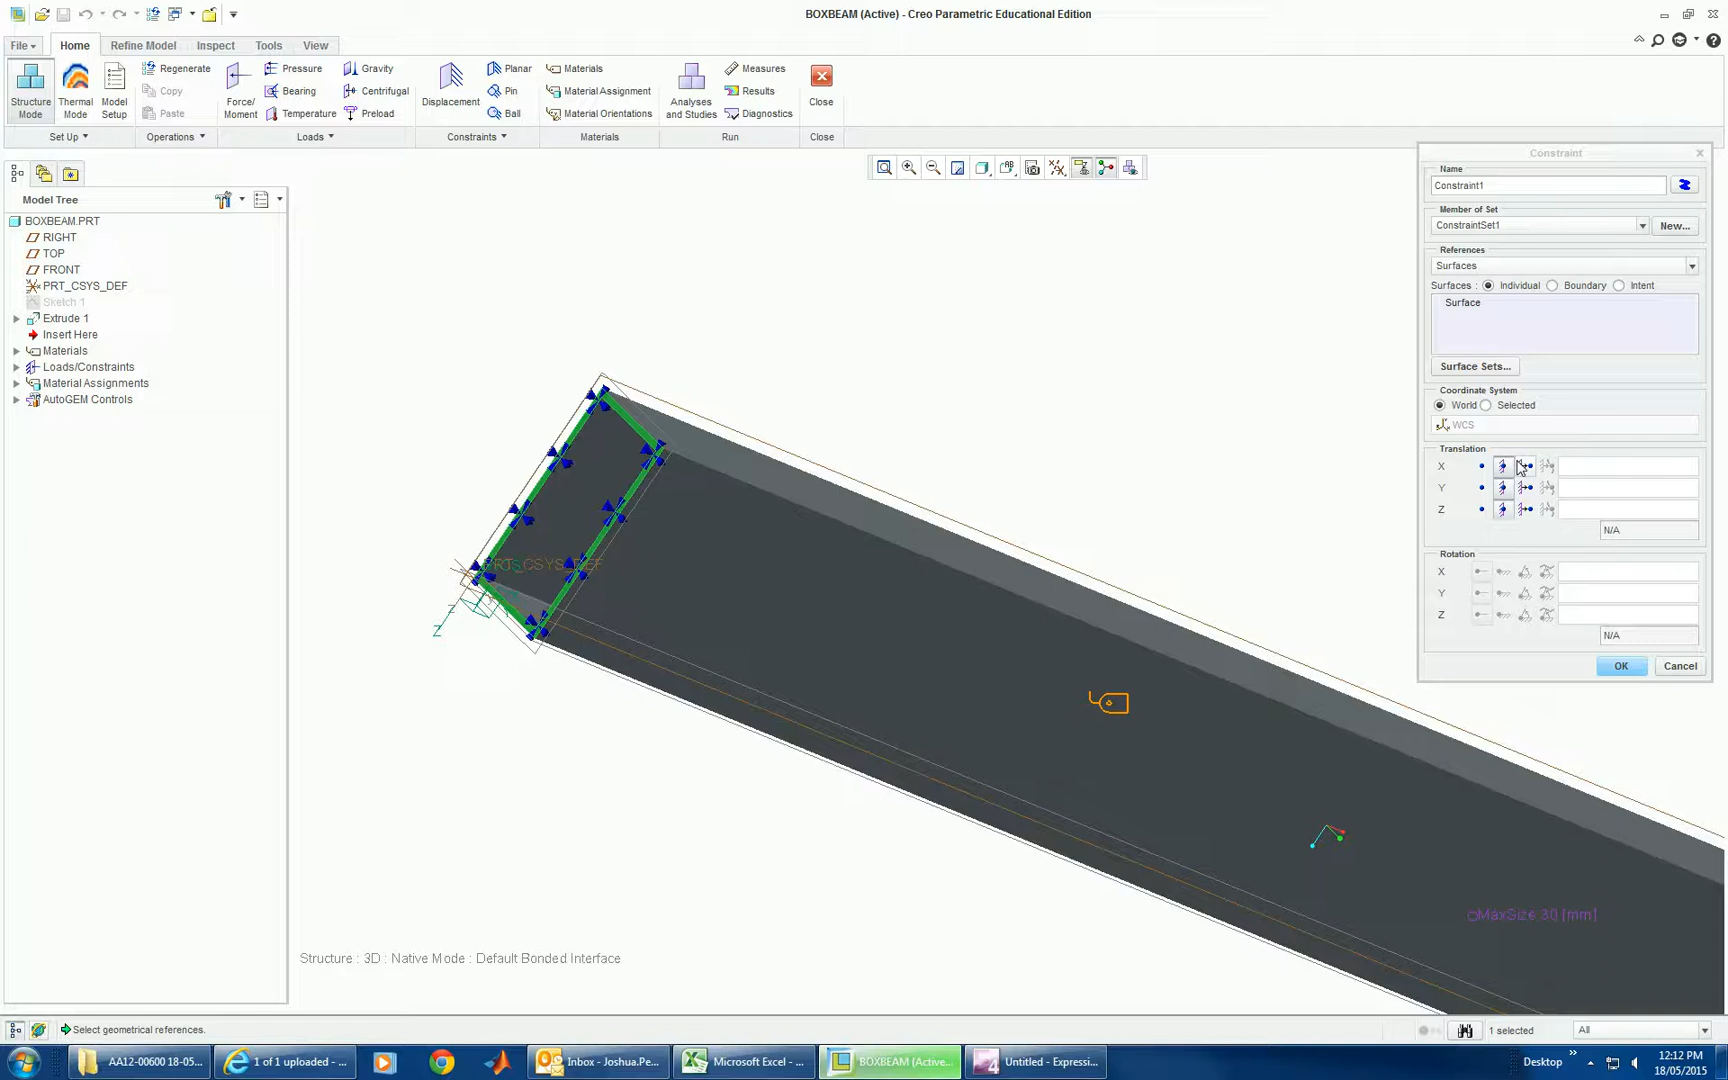 BOXBEAM (Active) - Creo Parametric Educational Edition
File Home Refine Model Inspect Tools View
Structure Mode
Thermal Mode
Model Setup
Regenerate
Copy
Paste
Force/ Moment
Pressure
Bearing
Temperature
Gravity
Centrifugal
Preload
Displacement
Planar
Pin
Ball
Materials
Material Assignment
Material Orientations
Analyses and Studies
Measures
Results
Diagnostics
Close
Set Up Operations Loads Constraints Materials Run Close
Model Tree
BOXBEAM.PRT
RIGHT
TOP
FRONT
PRT_CSYS_DEF
Sketch 1
Extrude 1
Insert Here
Materials
Loads/Constraints
Material Assignments
AutoGEM Controls
PRT_CSYS_DEF
Z
Z
MaxSize 30 [mm]
Structure : 3D : Native Mode : Default Bonded Interface
Constraint
Name
Constraint1
Member of Set
ConstraintSet1 New...
References
Surfaces
Surfaces : Individual Boundary Intent
Surface
Surface Sets...
Coordinate System
World Selected
WCS
Translation
X
Y
Z
N/A
Rotation
X
Y
Z
N/A
OK Cancel
Select geometrical references. 1 selected All
AA12-00600 18-05... 1 of 1 uploaded - ... Inbox - Joshua.Pe... Microsoft Excel - ... BOXBEAM (Active... Untitled - Expressi... Desktop 12:12 PM
18/05/2015